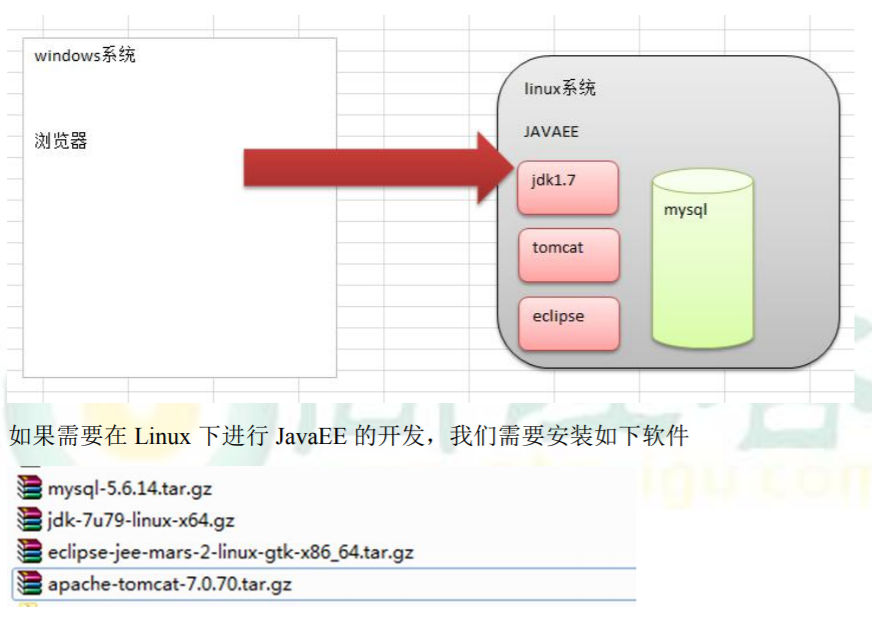 windows系统
浏览器
linux系统
JAVAEE
jdk1.7
tomcat
eclipse
mysql
如果需要在 Linux 下进行 JavaEE 的开发，我们需要安装如下软件
mysql-5.6.14.tar.gz
jdk-7u79-linux-x64.gz
eclipse-jee-mars-2-linux-gtk-x86_64.tar.gz
apache-tomcat-7.0.70.tar.gz